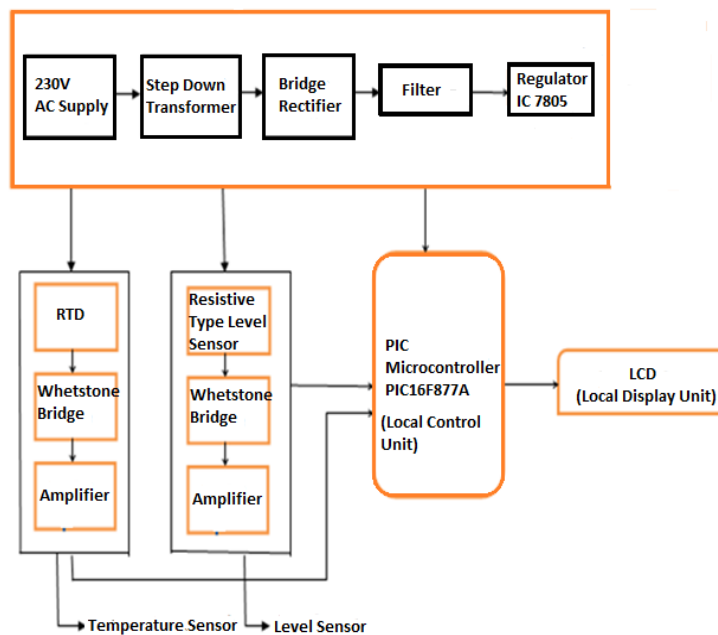 230V
AC Supply
Step Down
Transformer
Bridge
Rectifier
Filter
Regulator
IC 7805
RTD
Whetstone
Bridge
Amplifier
Resistive
Type Level
Sensor
Whetstone
Bridge
Amplifier
PIC
Microcontroller
PIC16F877A
(Local Control
Unit)
LCD
(Local Display Unit)
Temperature Sensor
Level Sensor